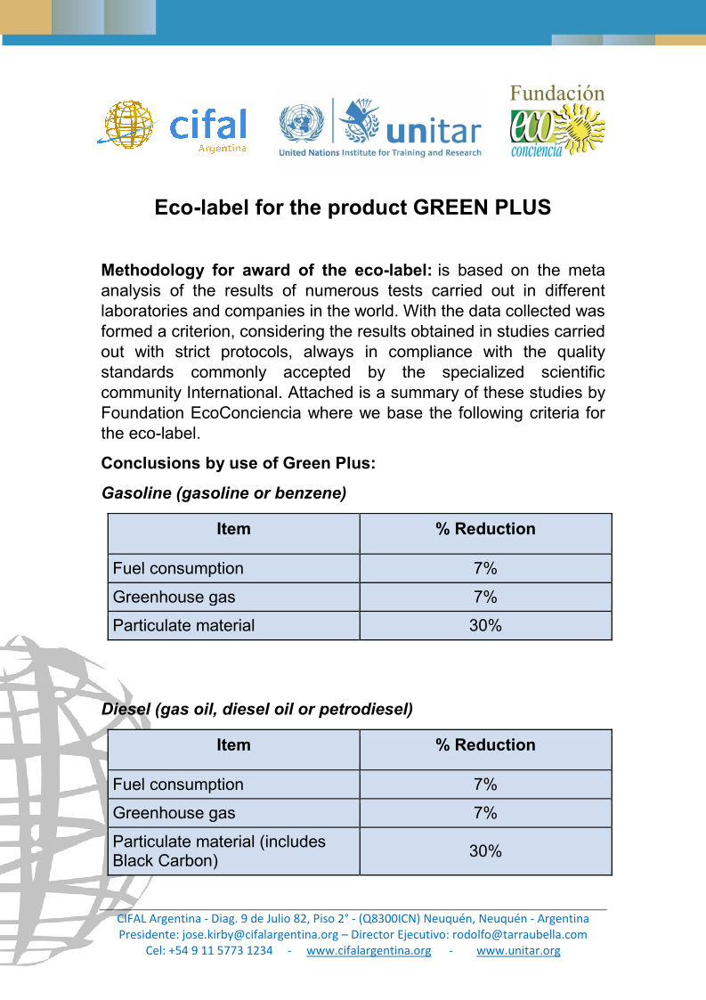 cifal
Argentina
unitar
United Nations Institute for Training and Research
Fundación
eco
conciencia
Eco-label for the product GREEN PLUS
Methodology for award of the eco-label: is based on the meta
analysis of the results of numerous tests carried out in different
laboratories and companies in the world. With the data collected was
formed a criterion, considering the results obtained in studies carried
out with strict protocols, always in compliance with the quality
standards commonly accepted by the specialized scientific
community International. Attached is a summary of these studies by
Foundation EcoConciencia where we base the following criteria for
the eco-label.
Conclusions by use of Green Plus:
Gasoline (gasoline or benzene)
Item % Reduction
Fuel consumption 7%
Greenhouse gas 7%
Particulate material 30%
Diesel (gas oil, diesel oil or petrodiesel)
Item % Reduction
Fuel consumption 7%
Greenhouse gas 7%
Particulate material (includes
Black Carbon) 30%
CIFAL Argentina - Diag. 9 de Julio 82, Piso 2° - (Q8300ICN) Neuquén, Neuquén - Argentina
Presidente: jose.kirby@cifalargentina.org – Director Ejecutivo: rodolfo@tarraubella.com
Cel: +54 9 11 5773 1234 - www.cifalargentina.org - www.unitar.org